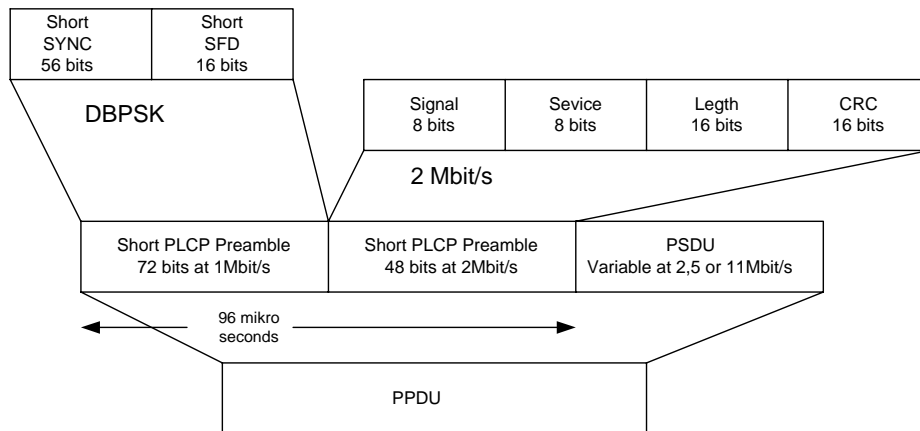 Short
SYNC
56 bits
Short
SFD
16 bits
DBPSK
Signal
8 bits
Sevice
8 bits
Legth
16 bits
CRC
16 bits
2 Mbit/s
Short PLCP Preamble
72 bits at 1Mbit/s
Short PLCP Preamble
48 bits at 2Mbit/s
PSDU
Variable at 2,5 or 11Mbit/s
96 mikro
seconds
PPDU